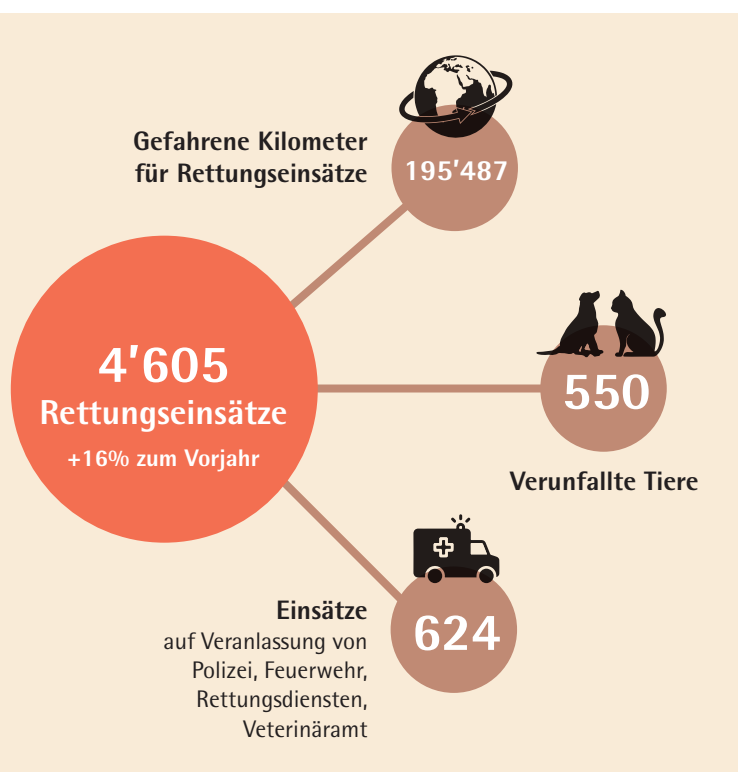 Gefahrene Kilometer
für Rettungseinsätze
195'487
4'605
Rettungseinsätze
+16% zum Vorjahr
550
Verunfallte Tiere
624
Einsätze
auf Veranlassung von
Polizei, Feuerwehr,
Rettungsdiensten,
Veterinäramt